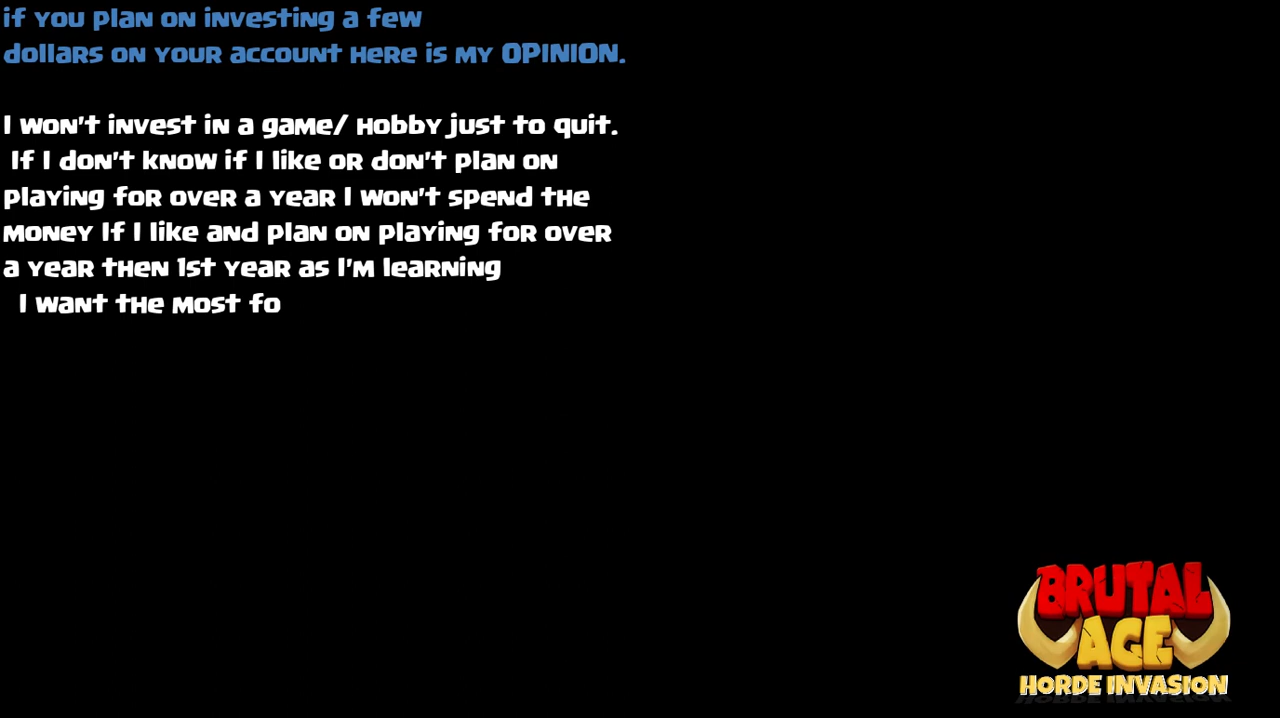 if you plan on investing a few
dollars on your account here is my OPINION.
I won't invest in a game/ hobby just to quit.
If I don't know if I like or don't plan on
playing for over a year I won't spend the
money If I like and plan on playing for over
a year then 1st year as I'm learning
I want the most fo
BRUTAL
AGE
HORDE INVASION